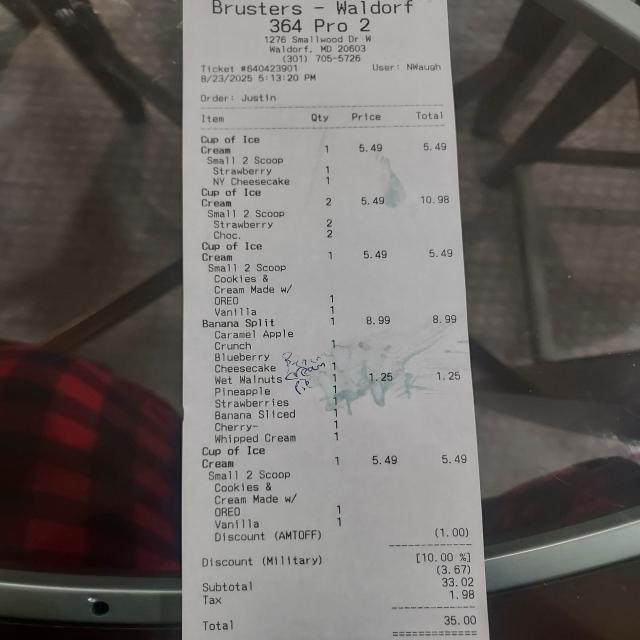 Brusters - Waldorf
364 Pro 2
1276 Smallwood Dr W
Waldorf, MD 20603
(301) 705-5726
Ticket #640423901 User: NWaugh
8/23/2025 5:13:20 PM
Order: Justin
Item Qty Price Total
Cup of Ice
Cream 1 5.49 5.49
Small 2 Scoop
Strawberry 1
NY Cheesecake 1
Cup of Ice
Cream 2 5.49 10.98
Small 2 Scoop
Strawberry 2
Choc. 2
Cup of Ice
Cream 1 5.49 5.49
Small 2 Scoop
Cookies &
Cream Made w/
OREO 1
Vanilla 1
Banana Split 1 8.99 8.99
Caramel Apple
Crunch 1
Blueberry
Cheesecake 1
Wet Walnuts 1 1.25 1.25
Pineapple 1
Strawberries 1
Banana Sliced 1
Cherry- 1
Whipped Cream 1
Cup of Ice
Cream 1 5.49 5.49
Small 2 Scoop
Cookies &
Cream Made w/
OREO 1
Vanilla 1
Discount (AMTOFF) (1.00)
Discount (Military) [10.00 %]
(3.67)
Subtotal 33.02
Tax 1.98
Total 35.00